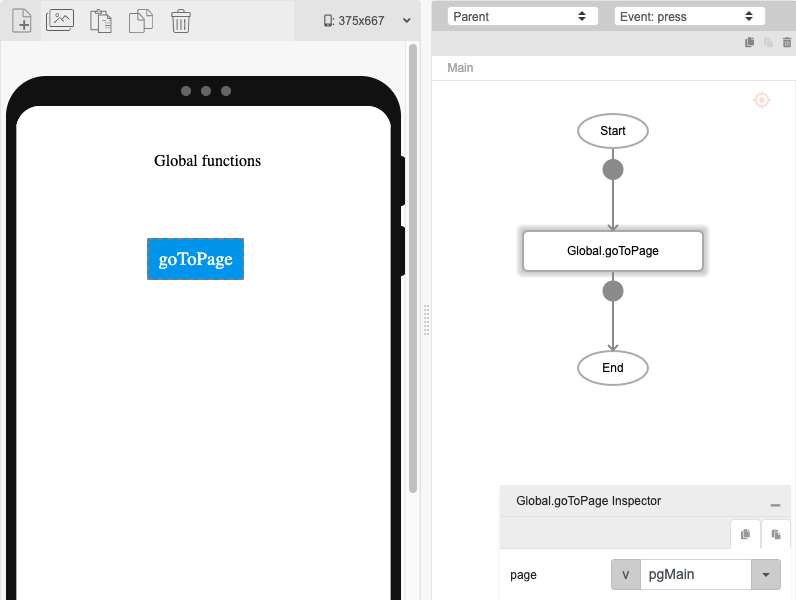 375x667
Parent
Event: press
Main
Global functions
goToPage
Start
Global.goToPage
End
Global.goToPage Inspector
page
V
pgMain